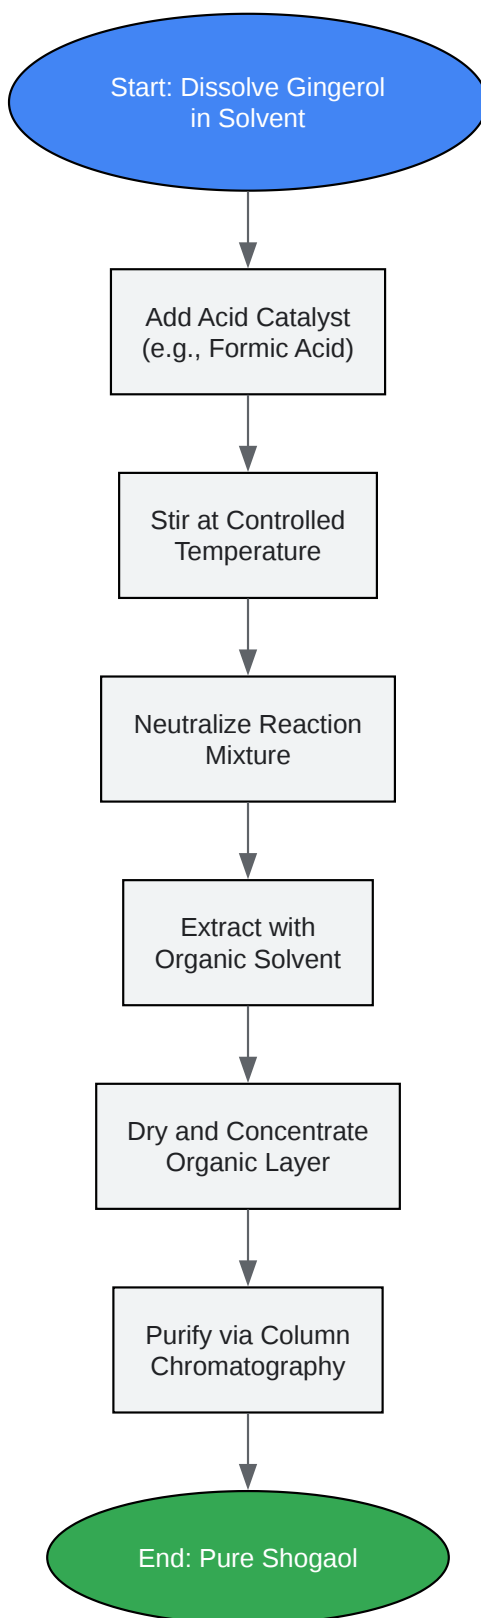 Start: Dissolve Gingerol
in Solvent
Add Acid Catalyst
(e.g., Formic Acid)
Stir at Controlled
Temperature
Neutralize Reaction
Mixture
Extract with
Organic Solvent
Dry and Concentrate
Organic Layer
Purify via Column
Chromatography
End: Pure Shogaol